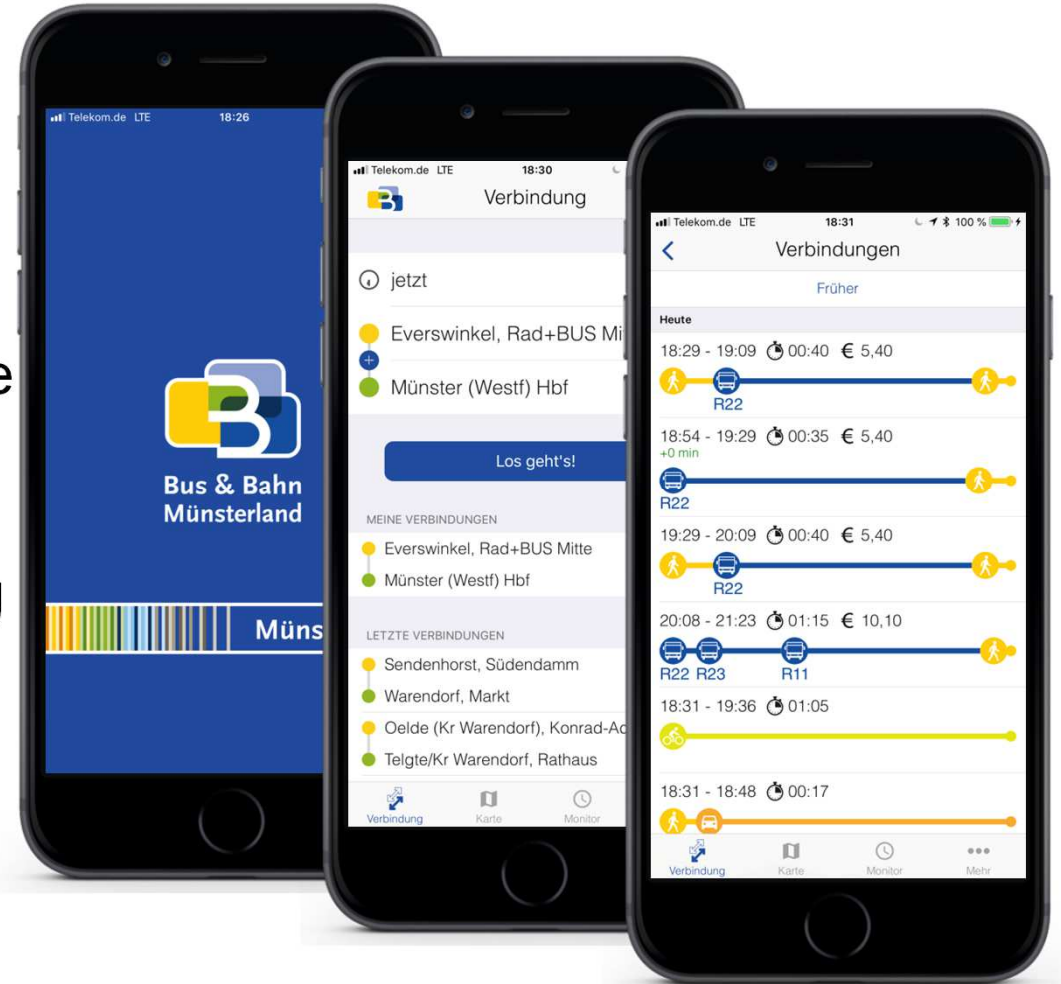 Telekom.de LTE 18:26
Bus & Bahn
Münsterland
Telekom.de LTE 18:30
Verbindung
jetzt
Everswinkel, Rad+BUS
Münster (Westf) Hbf
Los geht's!
MEINE VERBINDUNGEN
Everswinkel, Rad+BUS Mitte
Münster (Westf) Hbf
LETZTE VERBINDUNGEN
Sendenhorst, Südendamm
Warendorf, Markt
Oelde (Kr Warendorf),
Telgte/Kr Warendorf, Rathaus
Verbindung Karte Monitor
Telekom.de LTE 18:31 100 %
Verbindungen
Früher
Heute
18:29 - 19:09 00:40 € 5,40
R22
18:54 - 19:29 00:35 € 5,40
+0 min
R22
19:29 - 20:09 00:40 € 5,40
R22
20:08 - 21:23 01:15 € 10,10
R22 R23 R11
18:31 - 19:36 01:05
18:31 - 18:48 00:17
Verbindung Karte Monitor Mehr